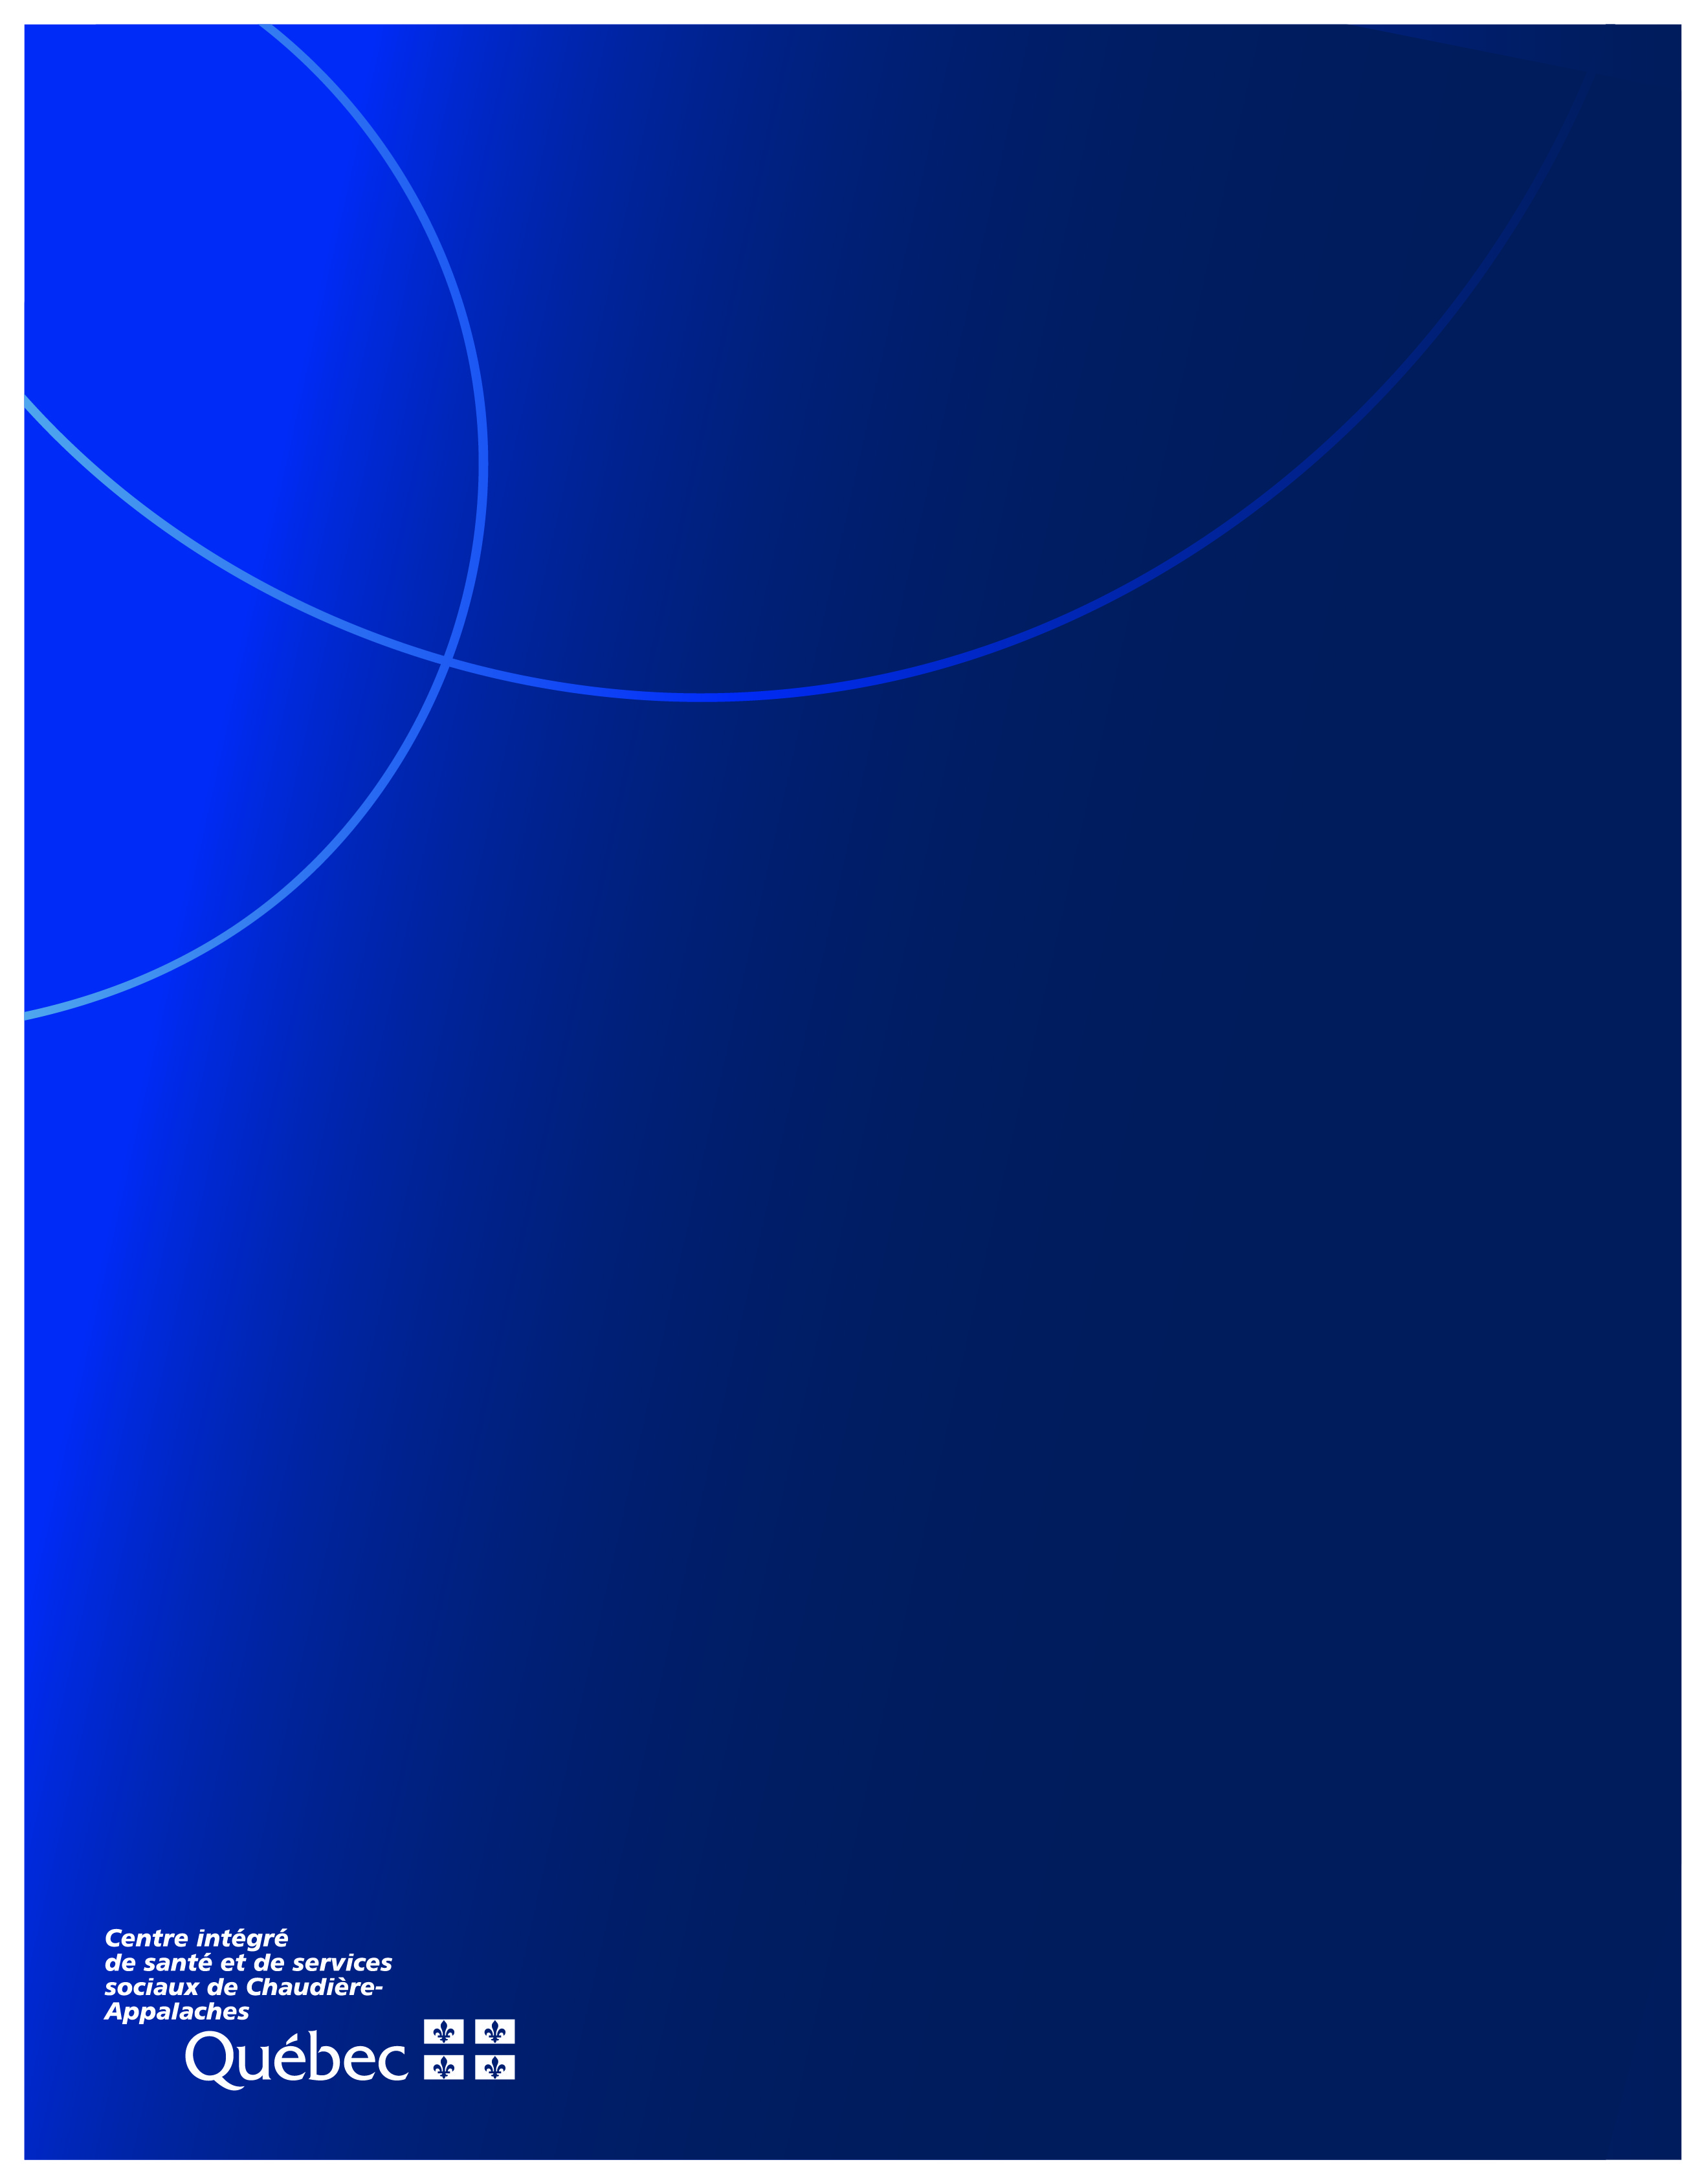 Centre intégré
de santé et de services
sociaux de Chaudière-
Appalaches
Québec